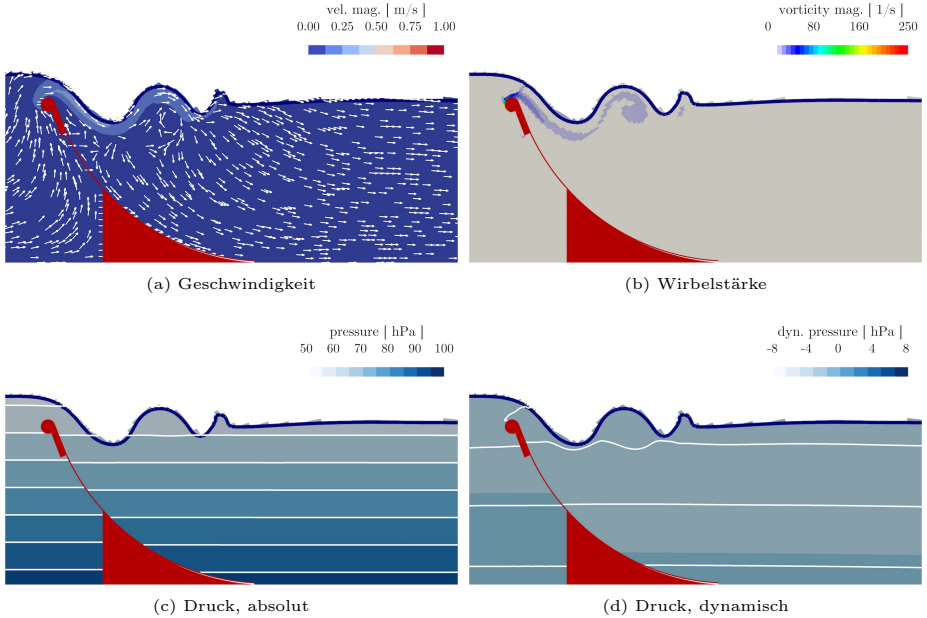 vel. mag. [ m/s ]
0.00 0.25 0.50 0.75 1.00
(a) Geschwindigkeit
vorticity mag. [ 1/s ]
0 80 160 250
(b) Wirbelstärke
pressure [ hPa ]
50 60 70 80 90 100
(c) Druck, absolut
dyn. pressure [ hPa ]
-8 -4 0 4 8
(d) Druck, dynamisch